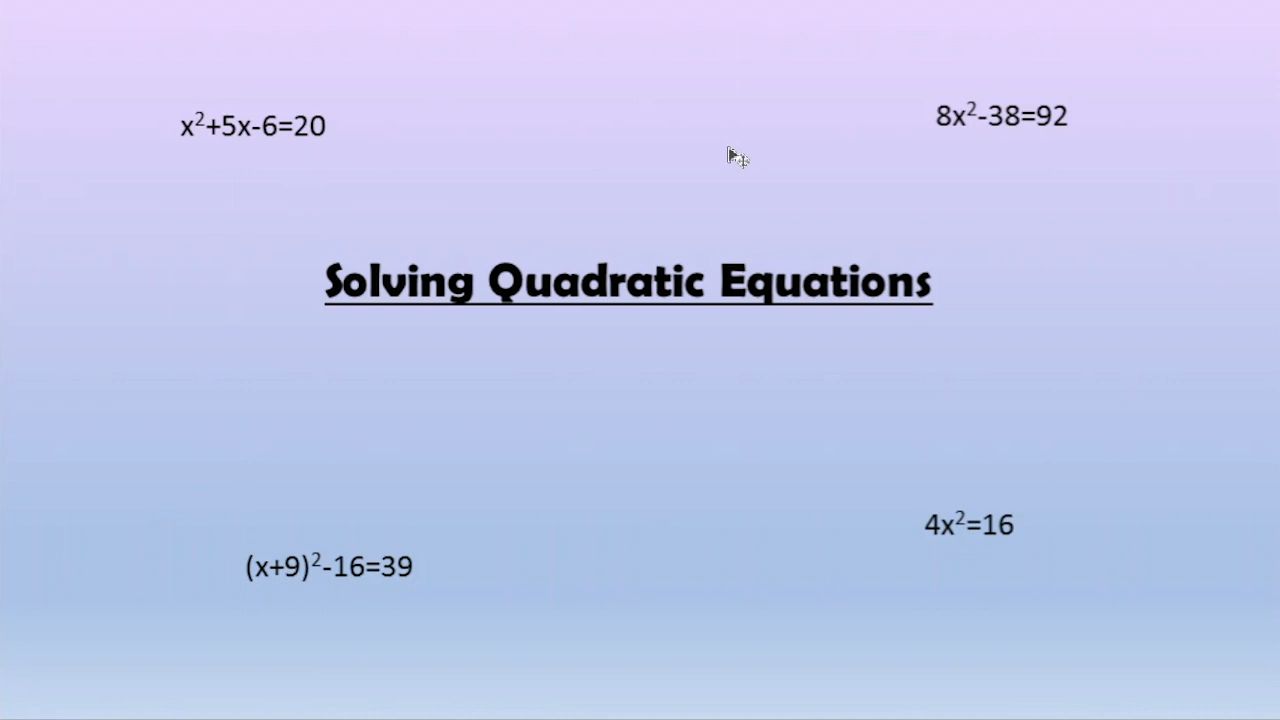 x²+5x-6=20
8x²-38=92
Solving Quadratic Equations
4x²=16
(x+9)²-16=39